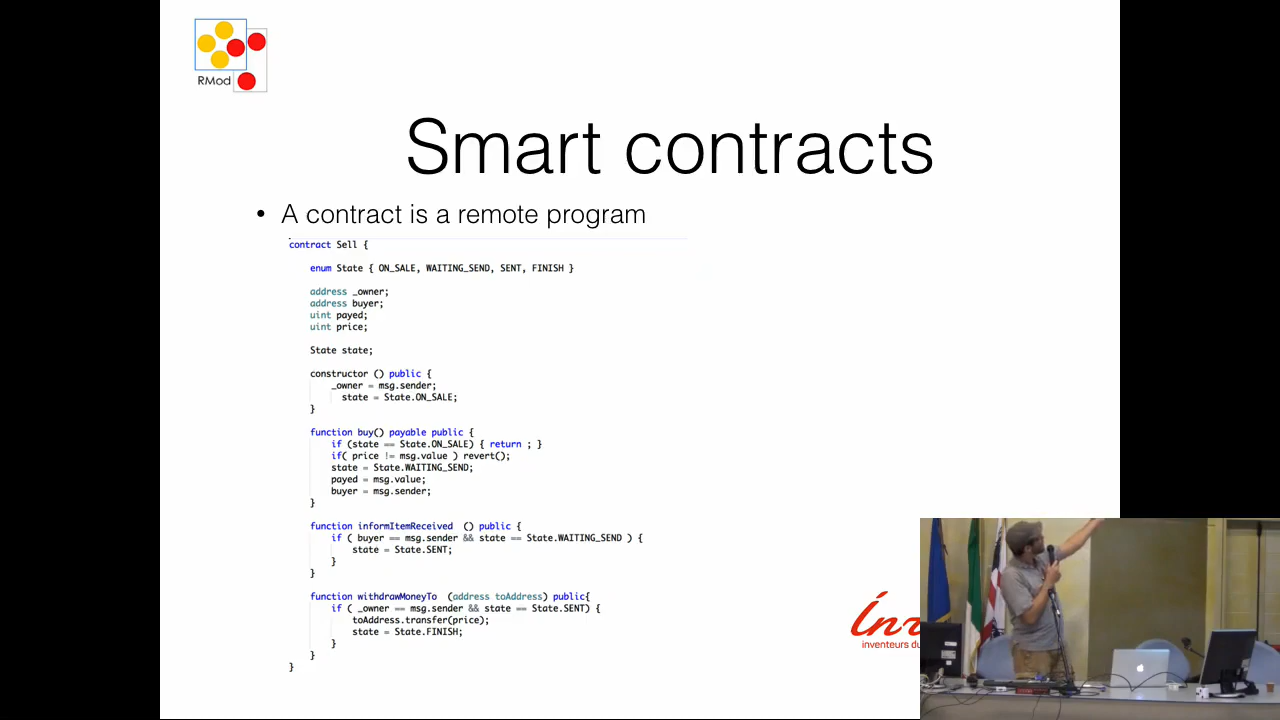 RMod
Smart contracts
• A contract is a remote program
contract Sell {
enum State { ON_SALE, WAITING_SEND, SENT, FINISH }
address _owner;
address buyer;
uint payed;
uint price;
State state;
constructor () public {
_owner = msg.sender;
state = State.ON_SALE;
}
function buy() payable public {
if (state == State.ON_SALE) { return ; }
if( price != msg.value ) revert();
state = State.WAITING_SEND;
payed = msg.value;
buyer = msg.sender;
}
function informItemReceived () public {
if ( buyer == msg.sender && state == State.WAITING_SEND ) {
state = State.SENT;
}
}
function withdrawMoneyTo (address toAddress) public{
if ( _owner == msg.sender && state == State.SENT) {
toAddress.transfer(price);
state = State.FINISH;
}
}
}
inventeurs du